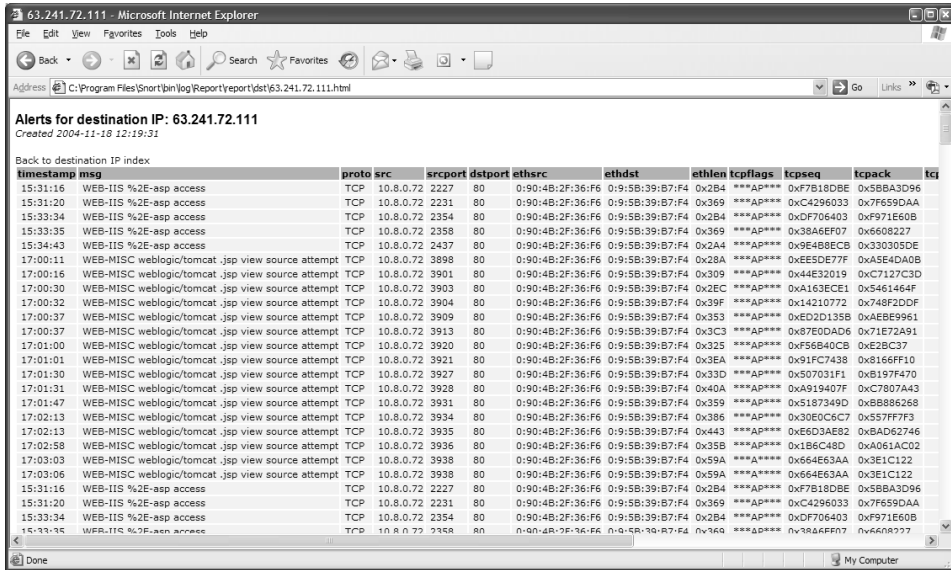 63.241.72.111 - Microsoft Internet Explorer
File Edit View Favorites Tools Help
Back Search Favorites
Address C:\Program Files\Snort\bin\log\Report\report\dst\63.241.72.111.html Go Links »
Alerts for destination IP: 63.241.72.111
Created 2004-11-18 12:19:31
Back to destination IP index
timestamp msg proto src srcport dstport ethsrc ethdst ethlen tcpflags tcpseq tcpack
15:31:16 WEB-IIS %2E-asp access TCP 10.8.0.72 2227 80 0:90:4B:2F:36:F6 0:9:5B:39:B7:F4 0x2B4 ***AP*** 0xF7B18DBE 0x5BBA3D96
15:31:20 WEB-IIS %2E-asp access TCP 10.8.0.72 2231 80 0:90:4B:2F:36:F6 0:9:5B:39:B7:F4 0x369 ***AP*** 0xC4296033 0x7F659DAA
15:33:34 WEB-IIS %2E-asp access TCP 10.8.0.72 2354 80 0:90:4B:2F:36:F6 0:9:5B:39:B7:F4 0x2B4 ***AP*** 0xDF706403 0xF971E60B
15:33:35 WEB-IIS %2E-asp access TCP 10.8.0.72 2358 80 0:90:4B:2F:36:F6 0:9:5B:39:B7:F4 0x369 ***AP*** 0x38A6EF07 0x6608227
15:34:43 WEB-IIS %2E-asp access TCP 10.8.0.72 2437 80 0:90:4B:2F:36:F6 0:9:5B:39:B7:F4 0x2A4 ***AP*** 0x9E4B8ECB 0x330305DE
17:00:11 WEB-MISC weblogic/tomcat .jsp view source attempt TCP 10.8.0.72 3898 80 0:90:4B:2F:36:F6 0:9:5B:39:B7:F4 0x28A ***AP*** 0xEE5DE77F 0xA5E4DA0B
17:00:16 WEB-MISC weblogic/tomcat .jsp view source attempt TCP 10.8.0.72 3901 80 0:90:4B:2F:36:F6 0:9:5B:39:B7:F4 0x309 ***AP*** 0x44E32019 0xC7127C3D
17:00:30 WEB-MISC weblogic/tomcat .jsp view source attempt TCP 10.8.0.72 3903 80 0:90:4B:2F:36:F6 0:9:5B:39:B7:F4 0x2EC ***AP*** 0xA163ECE1 0x5461464F
17:00:32 WEB-MISC weblogic/tomcat .jsp view source attempt TCP 10.8.0.72 3904 80 0:90:4B:2F:36:F6 0:9:5B:39:B7:F4 0x39F ***AP*** 0x14210772 0x748F2DDF
17:00:37 WEB-MISC weblogic/tomcat .jsp view source attempt TCP 10.8.0.72 3909 80 0:90:4B:2F:36:F6 0:9:5B:39:B7:F4 0x353 ***AP*** 0xED2D135B 0xAEBE9961
17:00:37 WEB-MISC weblogic/tomcat .jsp view source attempt TCP 10.8.0.72 3913 80 0:90:4B:2F:36:F6 0:9:5B:39:B7:F4 0x3C3 ***AP*** 0x87E0DAD6 0x71E72A91
17:01:00 WEB-MISC weblogic/tomcat .jsp view source attempt TCP 10.8.0.72 3920 80 0:90:4B:2F:36:F6 0:9:5B:39:B7:F4 0x325 ***AP*** 0xF56B40CB 0xE2BC37
17:01:01 WEB-MISC weblogic/tomcat .jsp view source attempt TCP 10.8.0.72 3921 80 0:90:4B:2F:36:F6 0:9:5B:39:B7:F4 0x3EA ***AP*** 0x91FC7438 0x8166FF10
17:01:30 WEB-MISC weblogic/tomcat .jsp view source attempt TCP 10.8.0.72 3927 80 0:90:4B:2F:36:F6 0:9:5B:39:B7:F4 0x33D ***AP*** 0x507031F1 0xB197F470
17:01:31 WEB-MISC weblogic/tomcat .jsp view source attempt TCP 10.8.0.72 3928 80 0:90:4B:2F:36:F6 0:9:5B:39:B7:F4 0x40A ***AP*** 0xA919407F 0xC7807A43
17:01:47 WEB-MISC weblogic/tomcat .jsp view source attempt TCP 10.8.0.72 3931 80 0:90:4B:2F:36:F6 0:9:5B:39:B7:F4 0x359 ***AP*** 0x5187349D 0xBB886268
17:02:13 WEB-MISC weblogic/tomcat .jsp view source attempt TCP 10.8.0.72 3934 80 0:90:4B:2F:36:F6 0:9:5B:39:B7:F4 0x386 ***AP*** 0x30E0C6C7 0x557FF7F3
17:02:13 WEB-MISC weblogic/tomcat .jsp view source attempt TCP 10.8.0.72 3935 80 0:90:4B:2F:36:F6 0:9:5B:39:B7:F4 0x443 ***AP*** 0xE6D3AE82 0xBAD62746
17:02:58 WEB-MISC weblogic/tomcat .jsp view source attempt TCP 10.8.0.72 3936 80 0:90:4B:2F:36:F6 0:9:5B:39:B7:F4 0x35B ***AP*** 0x1B6C48D 0xA061AC02
17:03:03 WEB-MISC weblogic/tomcat .jsp view source attempt TCP 10.8.0.72 3938 80 0:90:4B:2F:36:F6 0:9:5B:39:B7:F4 0x59A ***A**** 0x664E63AA 0x3E1C122
17:03:06 WEB-MISC weblogic/tomcat .jsp view source attempt TCP 10.8.0.72 3938 80 0:90:4B:2F:36:F6 0:9:5B:39:B7:F4 0x59A ***A**** 0x664E63AA 0x3E1C122
15:31:16 WEB-IIS %2E-asp access TCP 10.8.0.72 2227 80 0:90:4B:2F:36:F6 0:9:5B:39:B7:F4 0x2B4 ***AP*** 0xF7B18DBE 0x5BBA3D96
15:31:20 WEB-IIS %2E-asp access TCP 10.8.0.72 2231 80 0:90:4B:2F:36:F6 0:9:5B:39:B7:F4 0x369 ***AP*** 0xC4296033 0x7F659DAA
15:33:34 WEB-IIS %2E-asp access TCP 10.8.0.72 2354 80 0:90:4B:2F:36:F6 0:9:5B:39:B7:F4 0x2B4 ***AP*** 0xDF706403 0xF971E60B
15:33:35 WEB-IIS %2E-asp access TCP 10.8.0.72 2358 80 0:90:4B:2F:36:F6 0:9:5B:39:B7:F4 0x369 ***AP*** 0x38A6EF07 0x6608227
Done My Computer